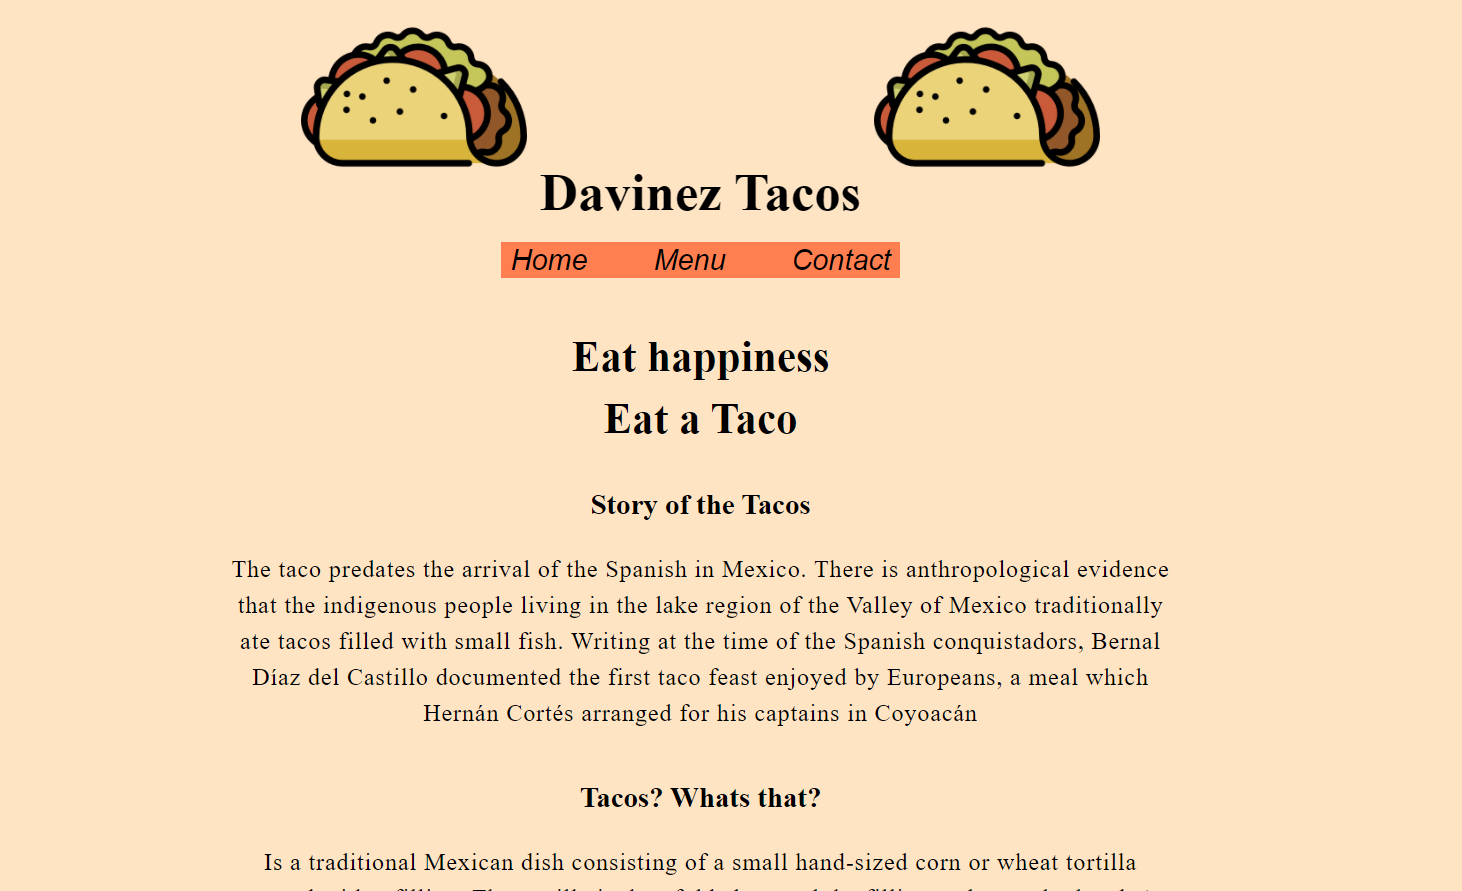 Davinez Tacos
Home Menu Contact
Eat happiness
Eat a Taco
Story of the Tacos
The taco predates the arrival of the Spanish in Mexico. There is anthropological evidence
that the indigenous people living in the lake region of the Valley of Mexico traditionally
ate tacos filled with small fish. Writing at the time of the Spanish conquistadors, Bernal
Díaz del Castillo documented the first taco feast enjoyed by Europeans, a meal which
Hernán Cortés arranged for his captains in Coyoacán
Tacos? Whats that?
Is a traditional Mexican dish consisting of a small hand-sized corn or wheat tortilla